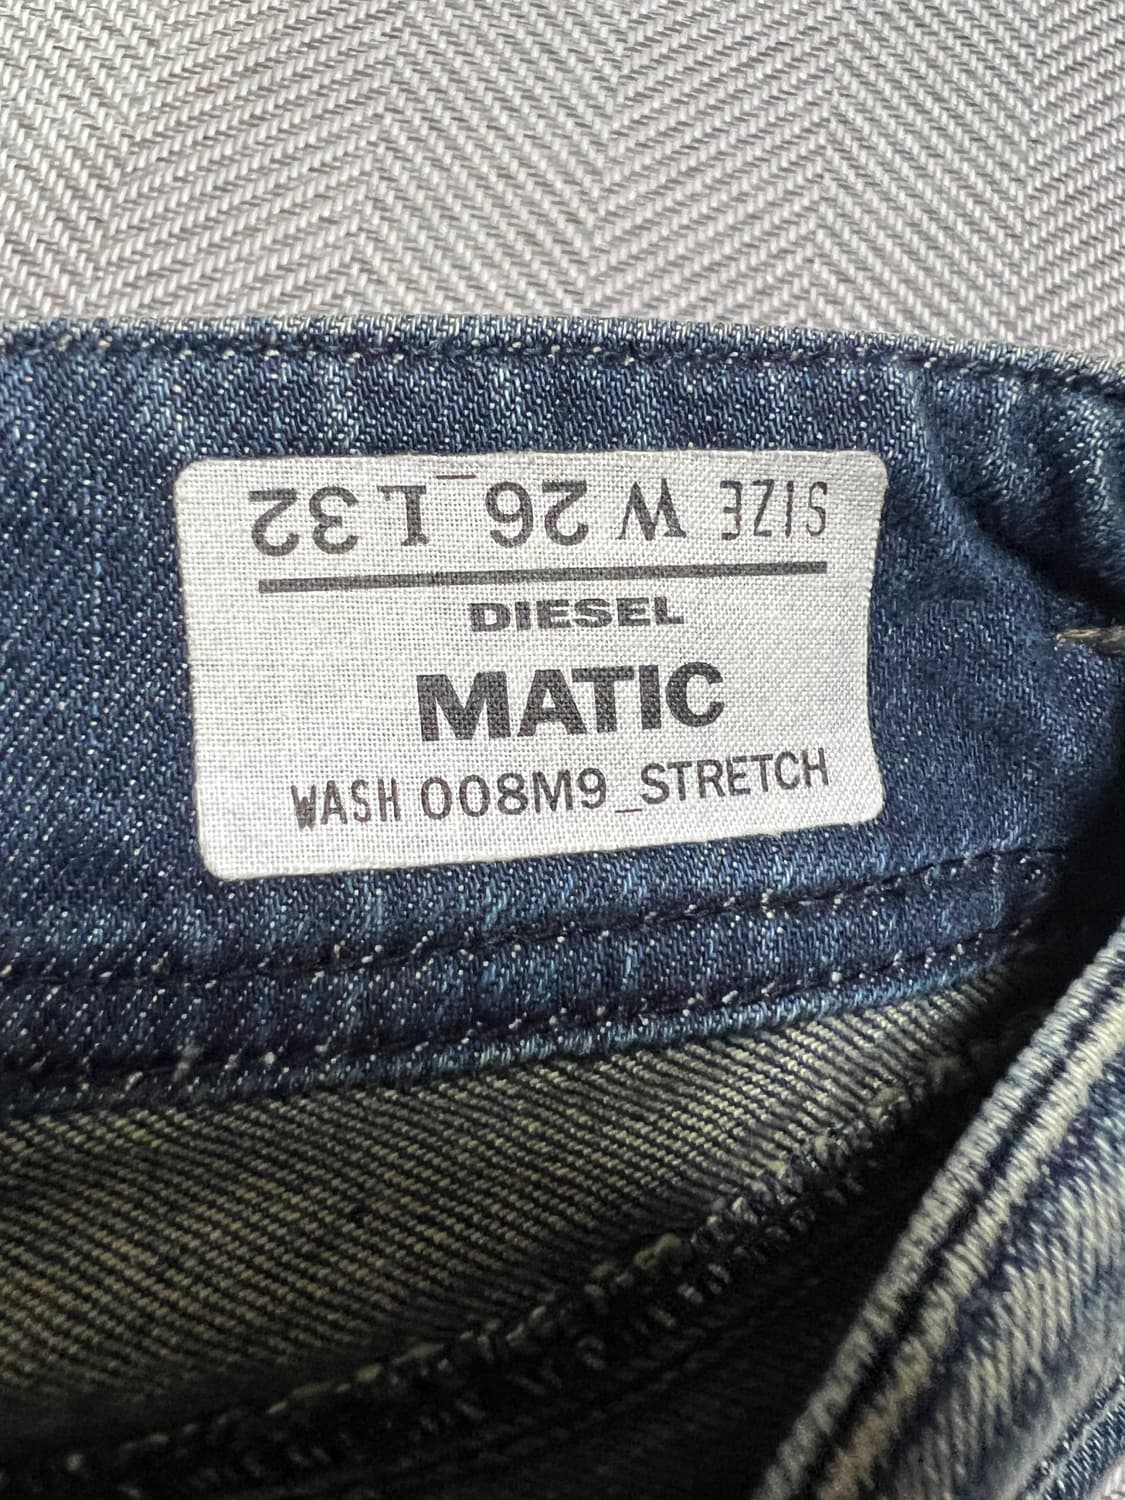 SIZE W 26 L 32
DIESEL
MATIC
WASH 008M9_STRETCH